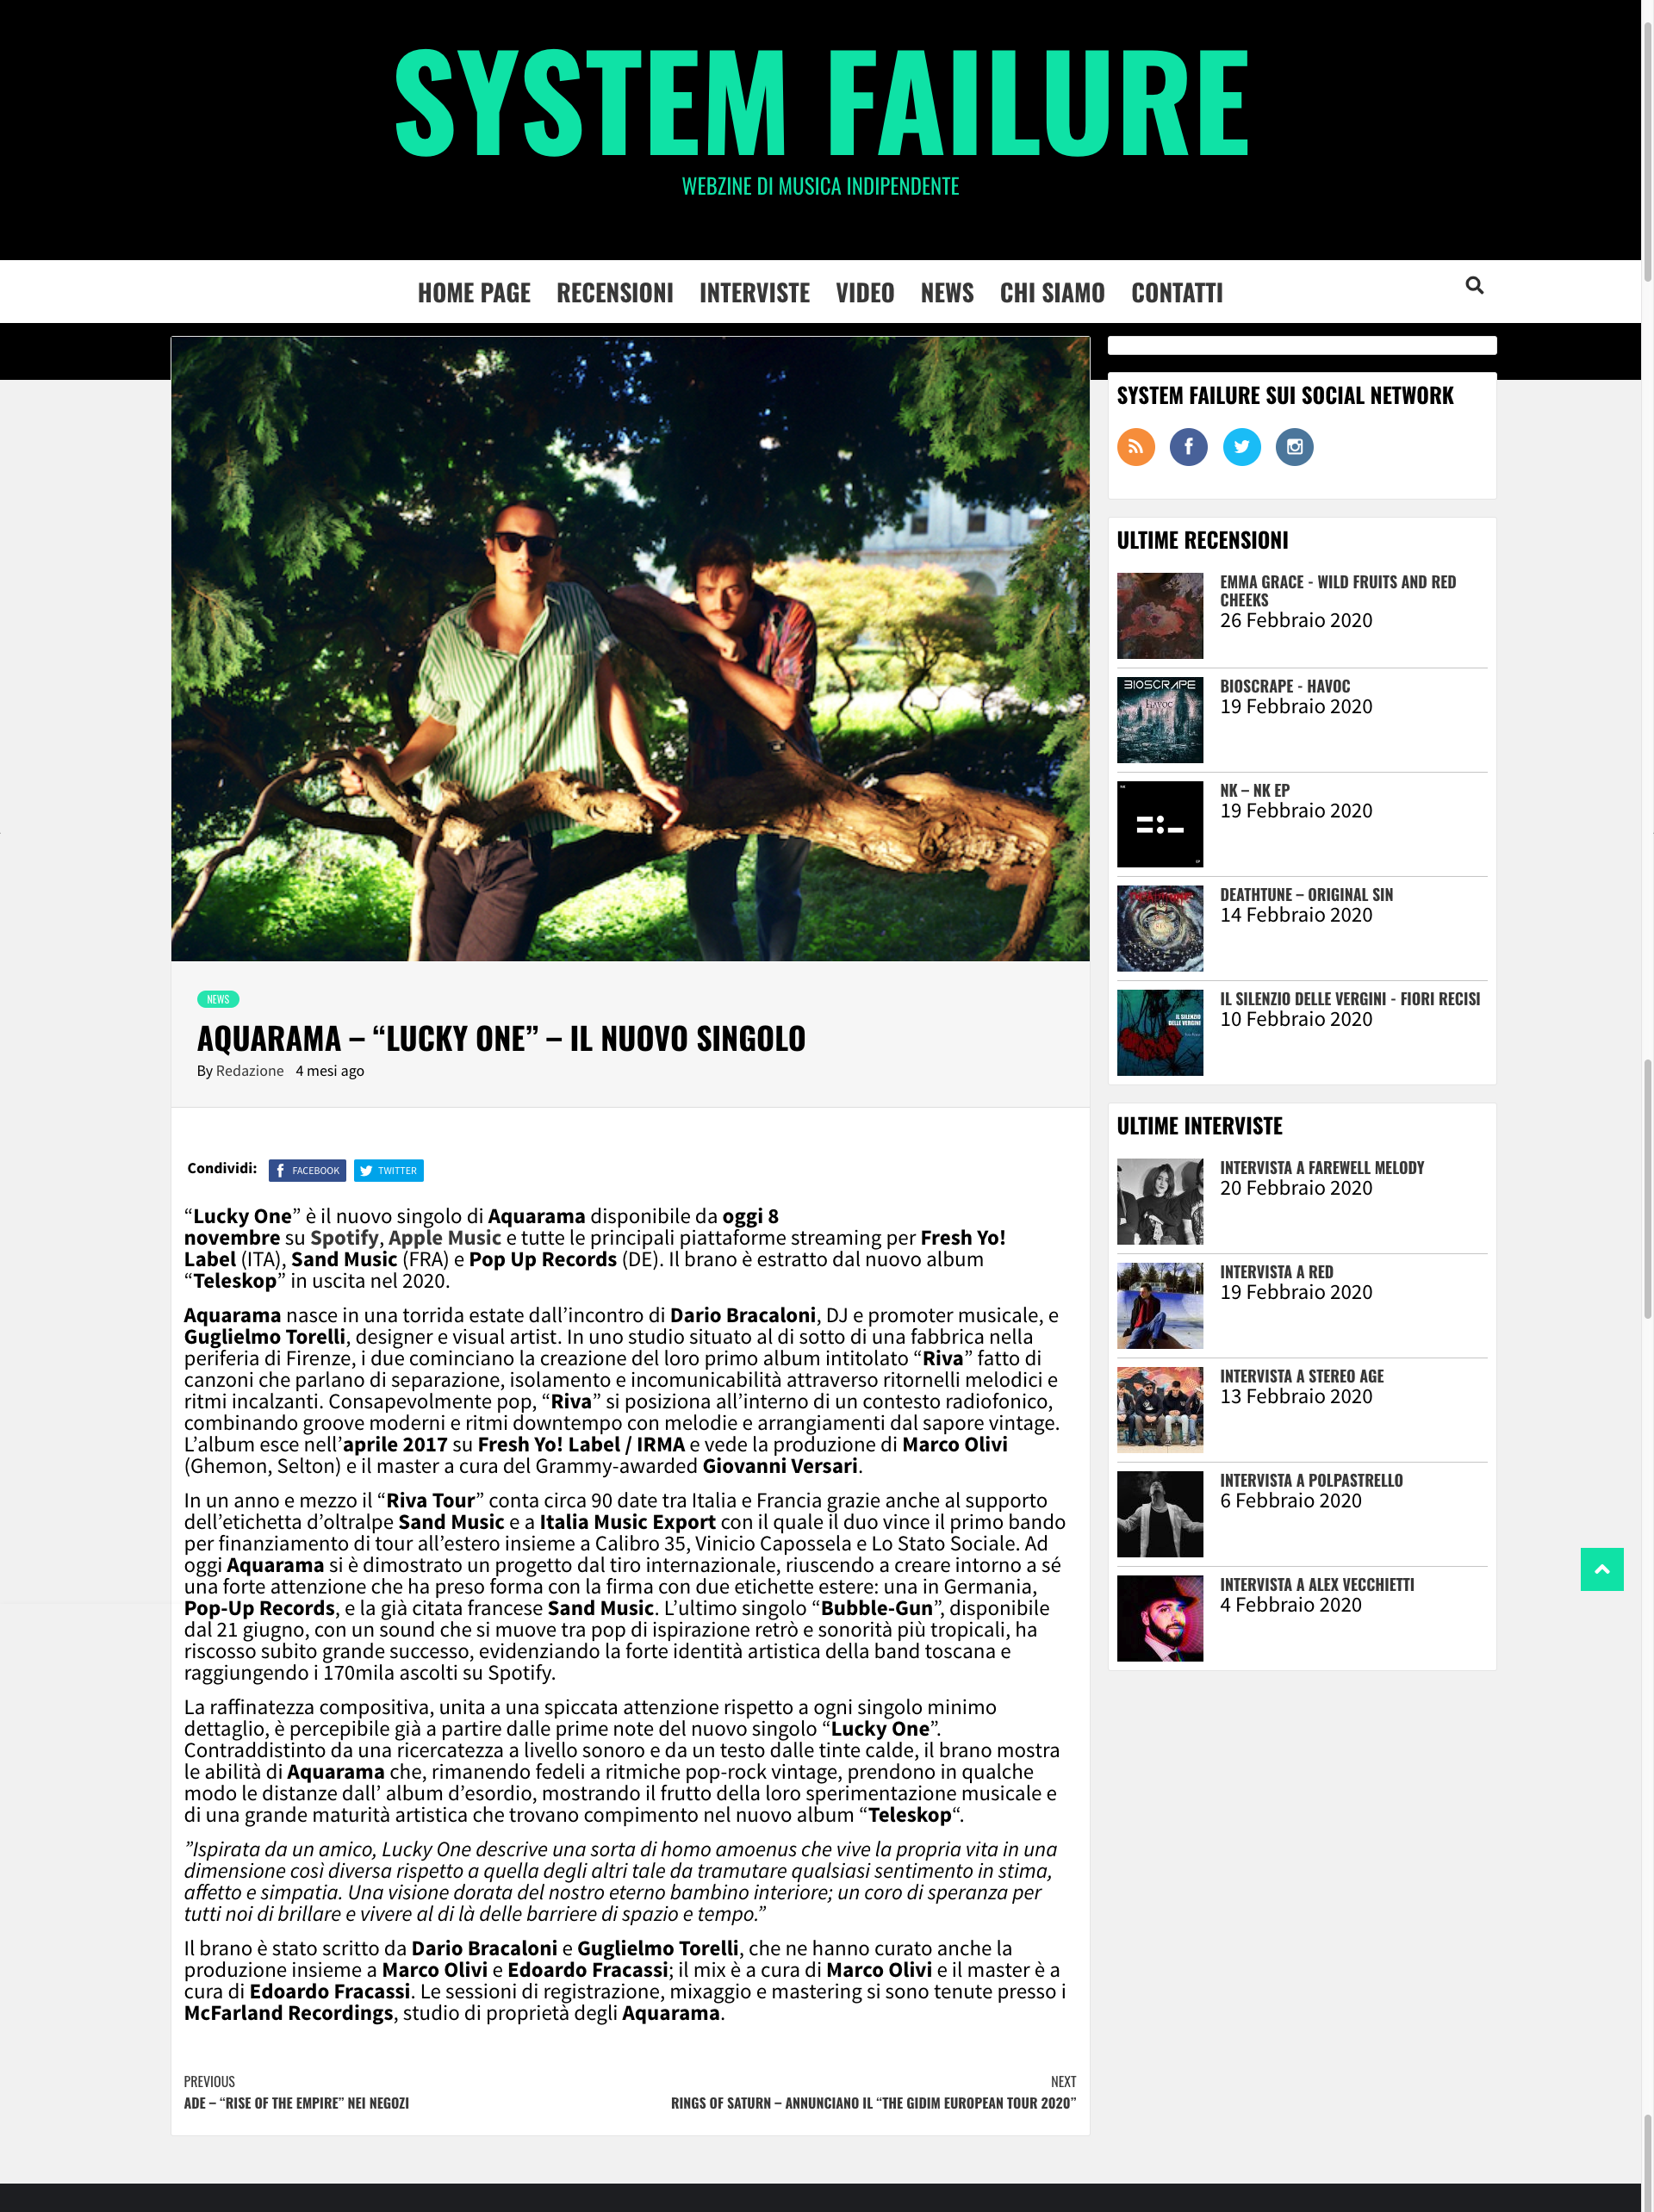 SYSTEM FAILURE
WEBZINE DI MUSICA INDIPENDENTE
HOME PAGE RECENSIONI INTERVISTE VIDEO NEWS CHI SIAMO CONTATTI
NEWS
AQUARAMA – “LUCKY ONE” – IL NUOVO SINGOLO
By Redazione 4 mesi ago
Condividi: FACEBOOK TWITTER
“Lucky One” è il nuovo singolo di Aquarama disponibile da oggi 8
novembre su Spotify, Apple Music e tutte le principali piattaforme streaming per Fresh Yo!
Label (ITA), Sand Music (FRA) e Pop Up Records (DE). Il brano è estratto dal nuovo album
“Teleskop” in uscita nel 2020.
Aquarama nasce in una torrida estate dall’incontro di Dario Bracaloni, DJ e promoter musicale, e
Guglielmo Torelli, designer e visual artist. In uno studio situato al di sotto di una fabbrica nella
periferia di Firenze, i due cominciano la creazione del loro primo album intitolato “Riva” fatto di
canzoni che parlano di separazione, isolamento e incomunicabilità attraverso ritornelli melodici e
ritmi incalzanti. Consapevolmente pop, “Riva” si posiziona all’interno di un contesto radiofonico,
combinando groove moderni e ritmi downtempo con melodie e arrangiamenti dal sapore vintage.
L’album esce nell’aprile 2017 su Fresh Yo! Label / IRMA e vede la produzione di Marco Olivi
(Ghemon, Selton) e il master a cura del Grammy-awarded Giovanni Versari.
In un anno e mezzo il “Riva Tour” conta circa 90 date tra Italia e Francia grazie anche al supporto
dell’etichetta d’oltralpe Sand Music e a Italia Music Export con il quale il duo vince il primo bando
per finanziamento di tour all’estero insieme a Calibro 35, Vinicio Capossela e Lo Stato Sociale. Ad
oggi Aquarama si è dimostrato un progetto dal tiro internazionale, riuscendo a creare intorno a sé
una forte attenzione che ha preso forma con la firma con due etichette estere: una in Germania,
Pop-Up Records, e la già citata francese Sand Music. L’ultimo singolo “Bubble-Gun”, disponibile
dal 21 giugno, con un sound che si muove tra pop di ispirazione retrò e sonorità più tropicali, ha
riscosso subito grande successo, evidenziando la forte identità artistica della band toscana e
raggiungendo i 170mila ascolti su Spotify.
La raffinatezza compositiva, unita a una spiccata attenzione rispetto a ogni singolo minimo
dettaglio, è percepibile già a partire dalle prime note del nuovo singolo “Lucky One”.
Contraddistinto da una ricercatezza a livello sonoro e da un testo dalle tinte calde, il brano mostra
le abilità di Aquarama che, rimanendo fedeli a ritmiche pop-rock vintage, prendono in qualche
modo le distanze dall’ album d’esordio, mostrando il frutto della loro sperimentazione musicale e
di una grande maturità artistica che trovano compimento nel nuovo album “Teleskop“.
”Ispirata da un amico, Lucky One descrive una sorta di homo amoenus che vive la propria vita in una
dimensione così diversa rispetto a quella degli altri tale da tramutare qualsiasi sentimento in stima,
affetto e simpatia. Una visione dorata del nostro eterno bambino interiore; un coro di speranza per
tutti noi di brillare e vivere al di là delle barriere di spazio e tempo.”
Il brano è stato scritto da Dario Bracaloni e Guglielmo Torelli, che ne hanno curato anche la
produzione insieme a Marco Olivi e Edoardo Fracassi; il mix è a cura di Marco Olivi e il master è a
cura di Edoardo Fracassi. Le sessioni di registrazione, mixaggio e mastering si sono tenute presso i
McFarland Recordings, studio di proprietà degli Aquarama.
PREVIOUS
ADE – “RISE OF THE EMPIRE” NEI NEGOZI
NEXT
RINGS OF SATURN – ANNUNCIANO IL “THE GIDIM EUROPEAN TOUR 2020”
SYSTEM FAILURE SUI SOCIAL NETWORK
ULTIME RECENSIONI
EMMA GRACE - WILD FRUITS AND RED
CHEEKS
26 Febbraio 2020
BIOSCRAPE
HAVOC
BIOSCRAPE - HAVOC
19 Febbraio 2020
NK – NK EP
19 Febbraio 2020
DEATHTUNE – ORIGINAL SIN
14 Febbraio 2020
IL SILENZIO
DELLE VERGINI
IL SILENZIO DELLE VERGINI - FIORI RECISI
10 Febbraio 2020
ULTIME INTERVISTE
INTERVISTA A FAREWELL MELODY
20 Febbraio 2020
INTERVISTA A RED
19 Febbraio 2020
INTERVISTA A STEREO AGE
13 Febbraio 2020
INTERVISTA A POLPASTRELLO
6 Febbraio 2020
INTERVISTA A ALEX VECCHIETTI
4 Febbraio 2020